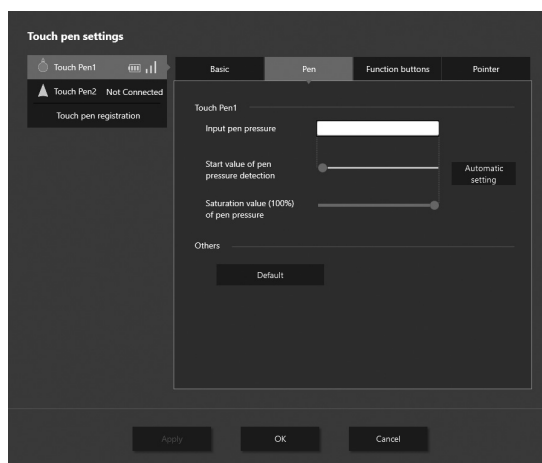 Touch pen settings
Touch Pen1
Touch Pen2 Not Connected
Touch pen registration
Basic Pen Function buttons Pointer
Touch Pen1
Input pen pressure
Start value of pen
pressure detection
Automatic
setting
Saturation value (100%)
of pen pressure
Others
Default
Apply OK Cancel